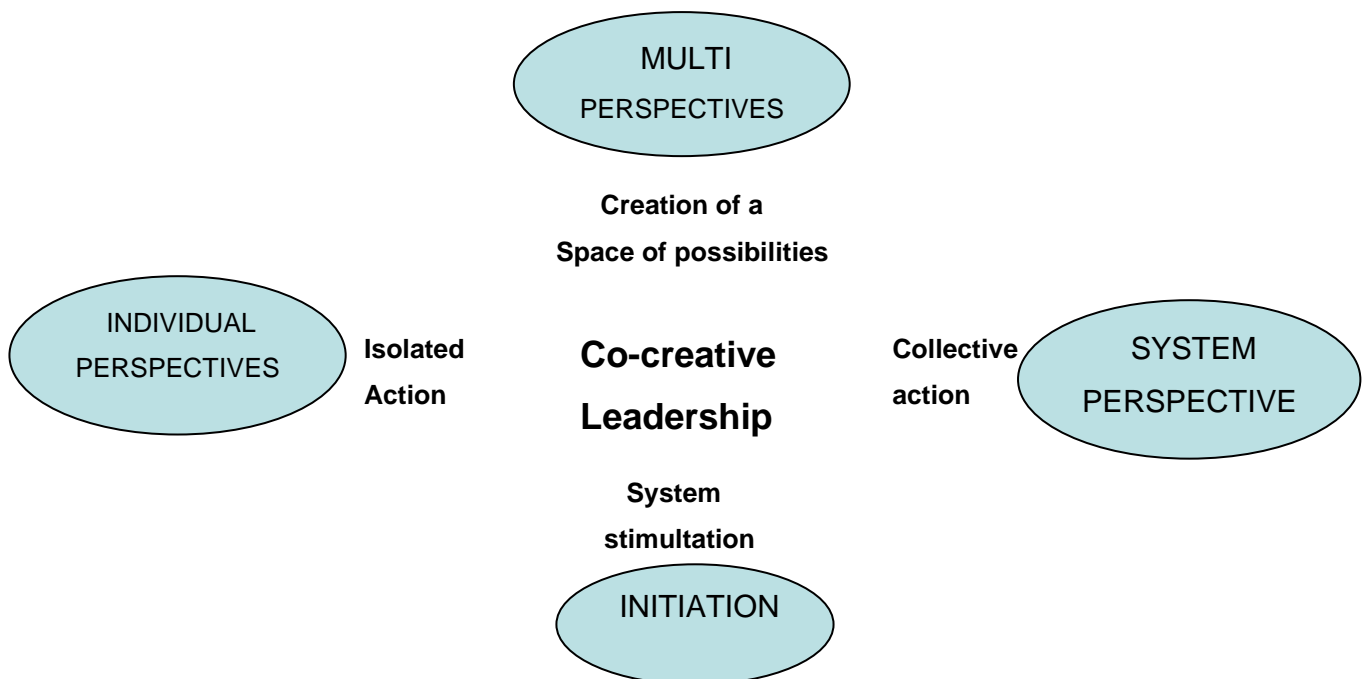 MULTI
PERSPECTIVES
Creation of a
Space of possibilities
INDIVIDUAL
PERSPECTIVES
Isolated
Action
Co-creative
Leadership
Collective
action
SYSTEM
PERSPECTIVE
System
stimultation
INITIATION